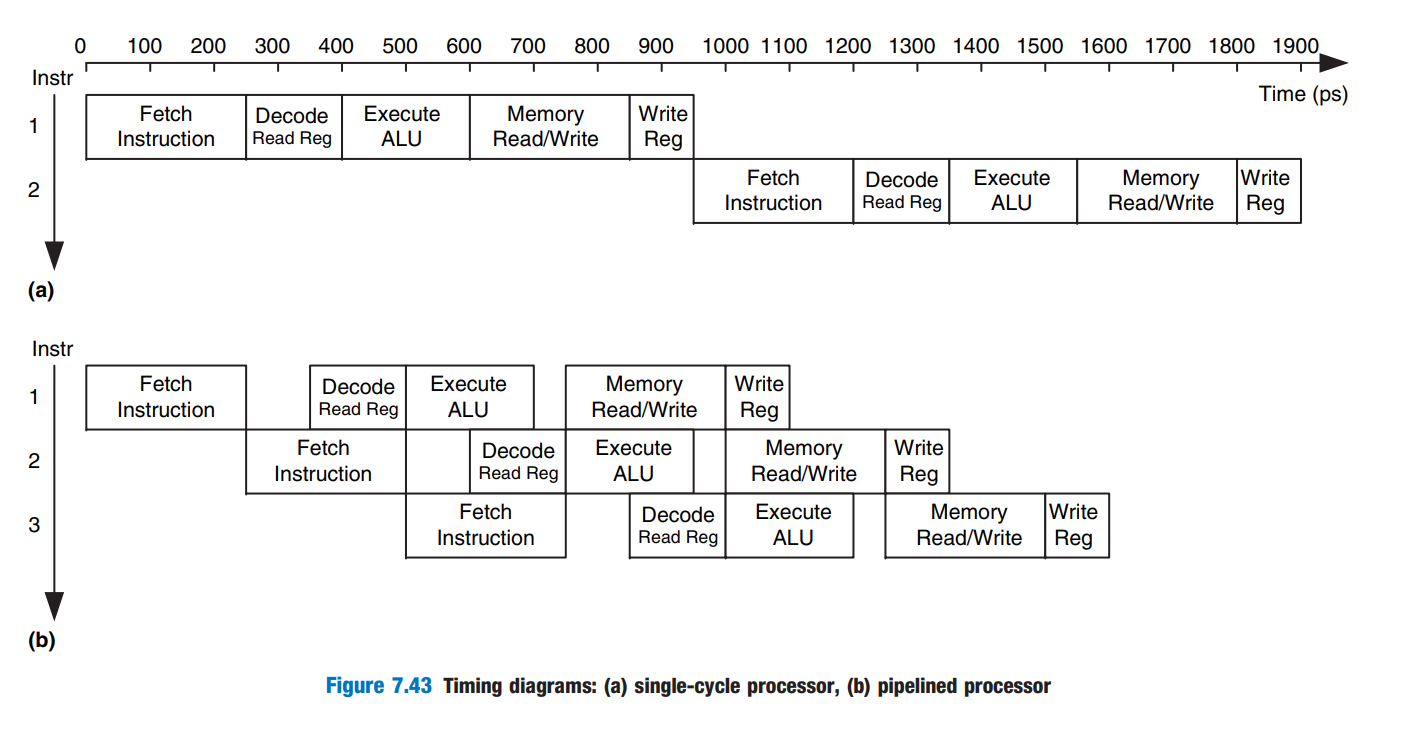 0 100 200 300 400 500 600 700 800 900 1000 1100 1200 1300 1400 1500 1600 1700 1800 1900
Time (ps)
Instr
1
Fetch
Instruction
Decode
Read Reg
Execute
ALU
Memory
Read/Write
Write
Reg
2
Fetch
Instruction
Decode
Read Reg
Execute
ALU
Memory
Read/Write
Write
Reg
(a)
Instr
1
Fetch
Instruction
Decode
Read Reg
Execute
ALU
Memory
Read/Write
Write
Reg
2
Fetch
Instruction
Decode
Read Reg
Execute
ALU
Memory
Read/Write
Write
Reg
3
Fetch
Instruction
Decode
Read Reg
Execute
ALU
Memory
Read/Write
Write
Reg
(b)
Figure 7.43 Timing diagrams: (a) single-cycle processor, (b) pipelined processor